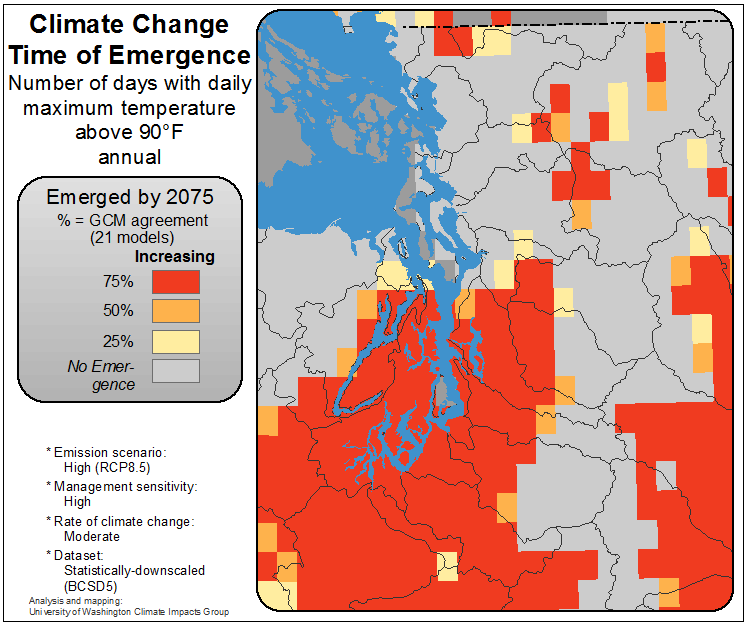 Climate Change
Time of Emergence
Number of days with daily
maximum temperature
above 90°F
annual
Emerged by 2075
% = GCM agreement
(21 models)
Increasing
75%
50%
25%
No Emer-
gence
* Emission scenario:
High (RCP8.5)
* Management sensitivity:
High
* Rate of climate change:
Moderate
* Dataset:
Statistically-downscaled
(BCSD5)
Analysis and mapping:
University of Washington Climate Impacts Group